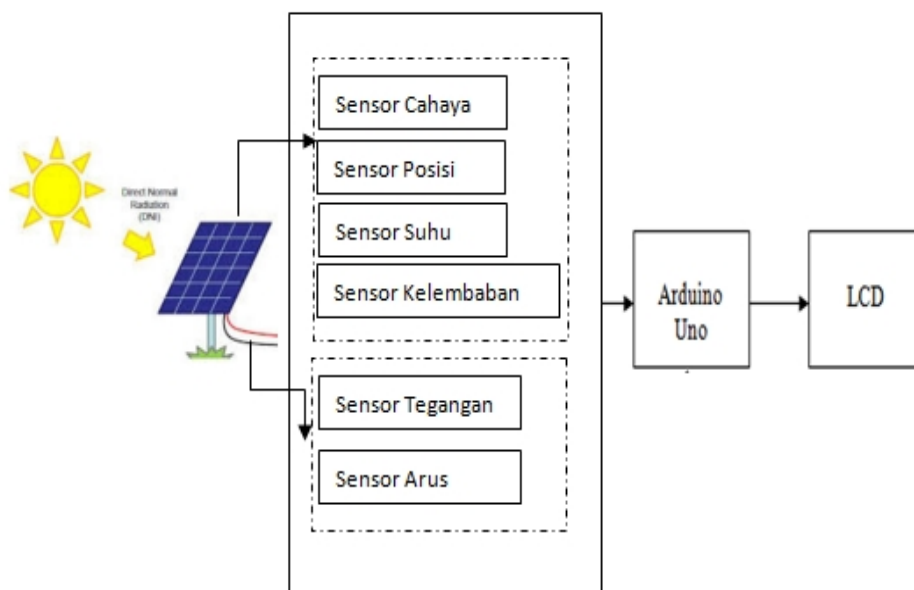 Sensor Cahaya
Sensor Posisi
Sensor Suhu
Sensor Kelembaban
Sensor Tegangan
Sensor Arus
Direct Normal
Radiation
(DNI)
Arduino
Uno
LCD